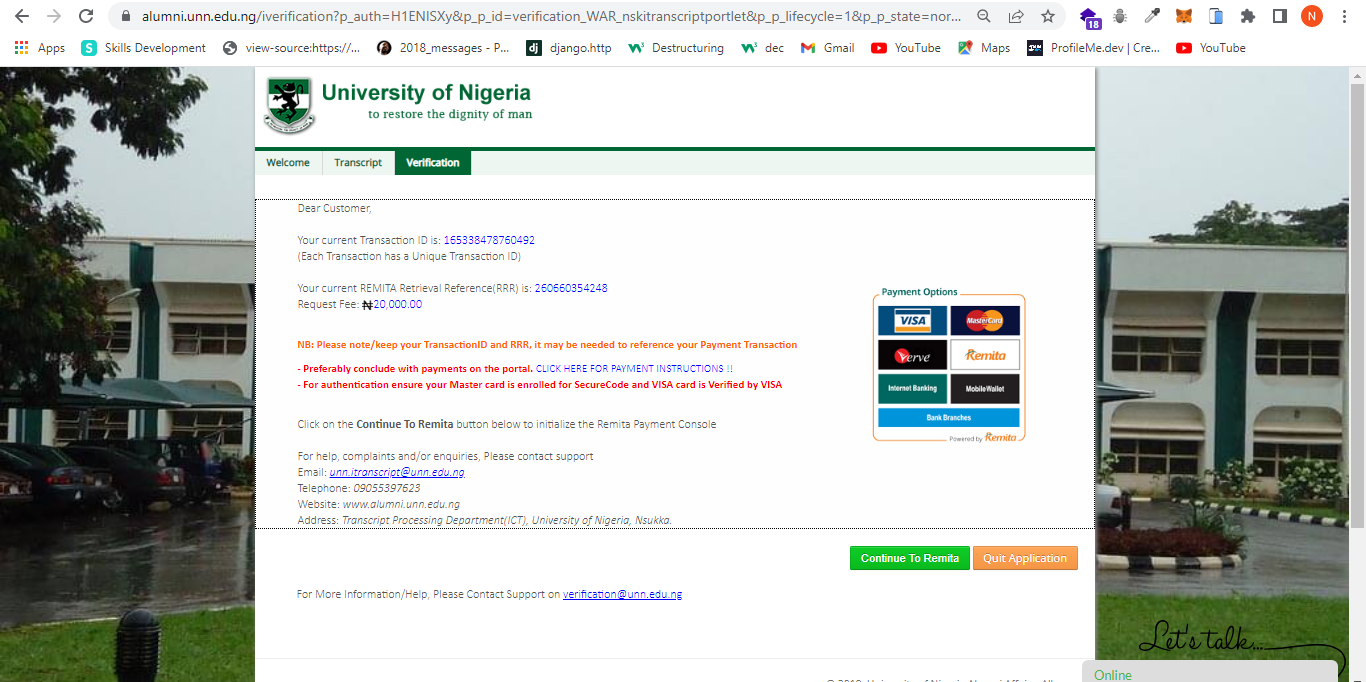 alumni.unn.edu.ng/iverification?p_auth=H1ENISXy&p_p_id=verification_WAR_nskitranscriptportlet&p_p_lifecycle=1&p_p_state=nor...
18
N
Apps
S Skills Development
view-source:https://...
2018_messages - P...
dj django.http
Destructuring
dec
Gmail
YouTube
Maps
ProfileMe.dev | Cre...
YouTube
University of Nigeria
to restore the dignity of man
Welcome Transcript Verification
Dear Customer,
Your current Transaction ID is: 165338478760492
(Each Transaction has a Unique Transaction ID)
Your current REMITA Retrieval Reference(RRR) is: 260660354248
Request Fee: ₦20,000.00
NB: Please note/keep your TransactionID and RRR, it may be needed to reference your Payment Transaction
- Preferably conclude with payments on the portal. CLICK HERE FOR PAYMENT INSTRUCTIONS !!
- For authentication ensure your Master card is enrolled for SecureCode and VISA card is Verified by VISA
Click on the Continue To Remita button below to initialize the Remita Payment Console
For help, complaints and/or enquiries, Please contact support
Email: unn.itranscript@unn.edu.ng
Telephone: 09055397623
Website: www.alumni.unn.edu.ng
Address: Transcript Processing Department(ICT), University of Nigeria, Nsukka.
Payment Options
VISA MasterCard
Verve Remita
Internet Banking MobileWallet
Bank Branches
Powered by Remita
Continue To Remita Quit Application
For More Information/Help, Please Contact Support on verification@unn.edu.ng
Let's talk...
Online